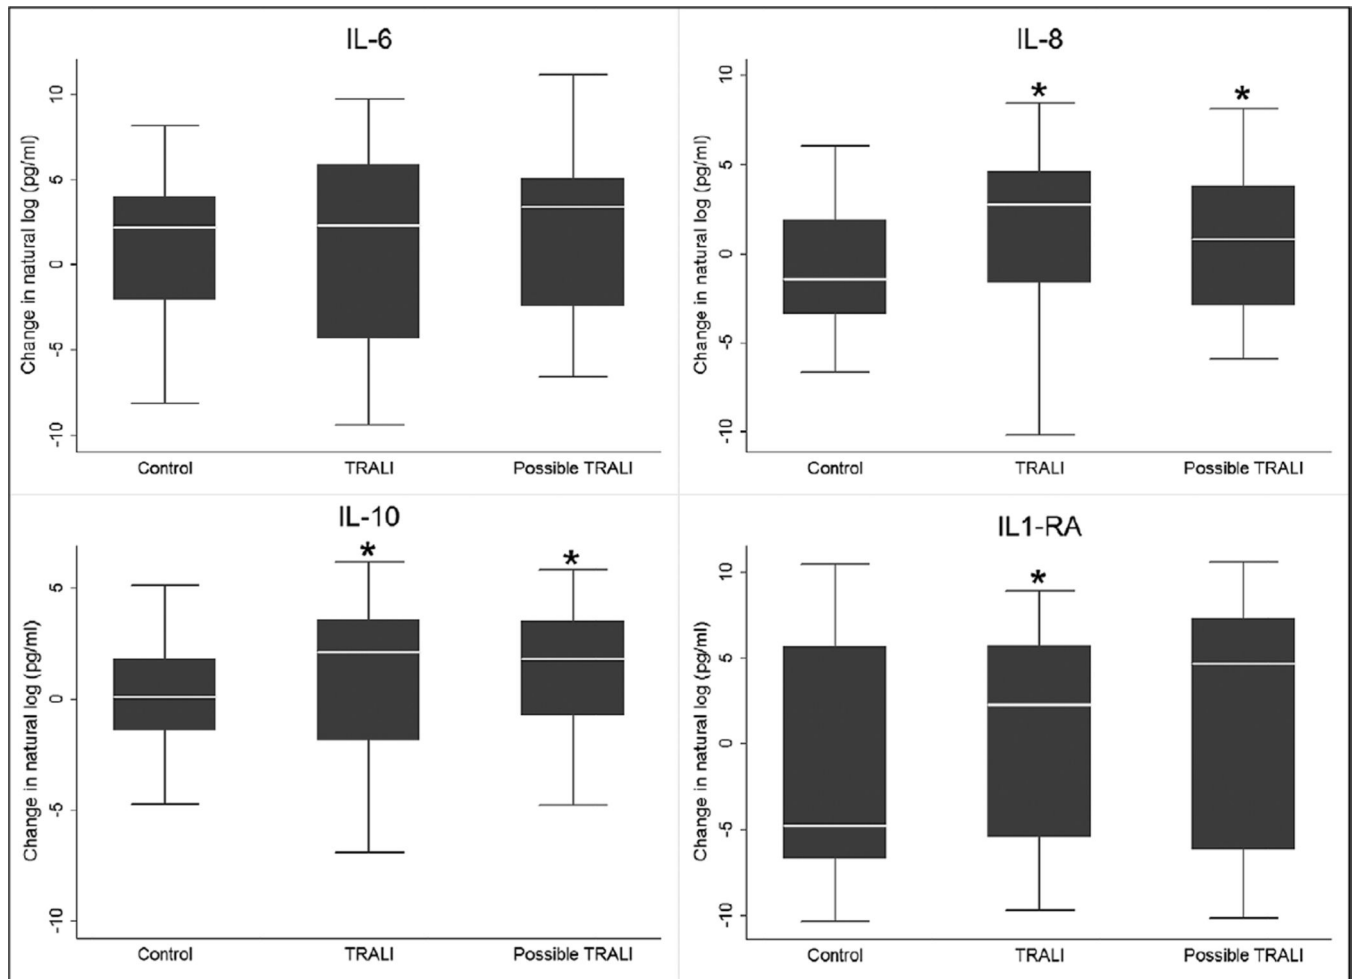 IL-6
Change in natural log (pg/ml)
10
5
0
-5
-10
Control TRALI Possible TRALI
IL-8
Change in natural log (pg/ml)
10
5
0
-5
-10
* *
Control TRALI Possible TRALI
IL-10
Change in natural log (pg/ml)
5
0
-5
-10
* *
Control TRALI Possible TRALI
IL1-RA
Change in natural log (pg/ml)
10
5
0
-5
-10
*
Control TRALI Possible TRALI